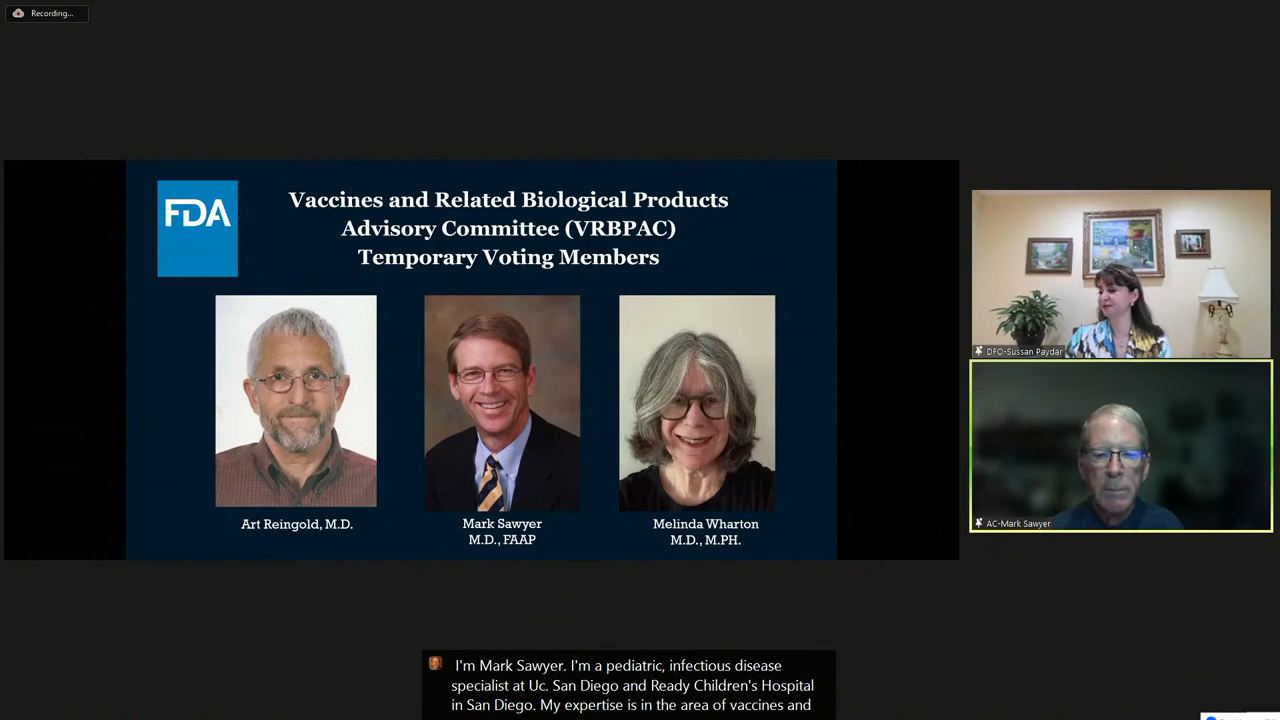 Recording...
FDA
Vaccines and Related Biological Products
Advisory Committee (VRBPAC)
Temporary Voting Members
Art Reingold, M.D.
Mark Sawyer
M.D., FAAP
Melinda Wharton
M.D., M.PH.
DFO-Sussan Paydar
AC-Mark Sawyer
I'm Mark Sawyer. I'm a pediatric, infectious disease
specialist at Uc. San Diego and Ready Children's Hospital
in San Diego. My expertise is in the area of vaccines and